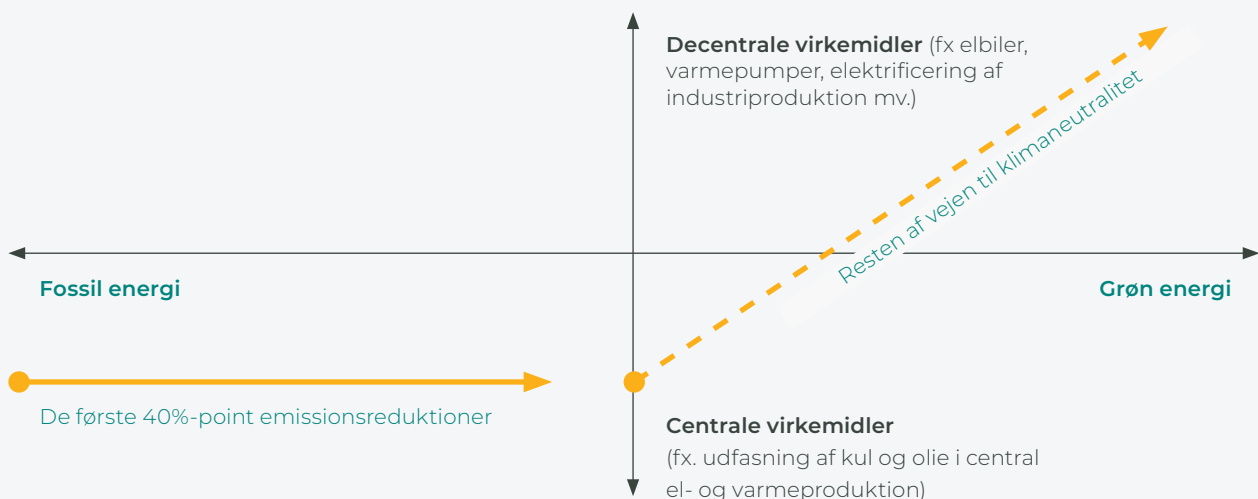 Decentrale virkemidler (fx elbiler,
varmepumper, elektrificering af
industriproduktion mv.)
Resten af vejen til klimaneutralitet
Fossil energi
Grøn energi
De første 40%-point emissionsreduktioner
Centrale virkemidler
(fx. udfasning af kul og olie i central
el- og varmeproduktion)